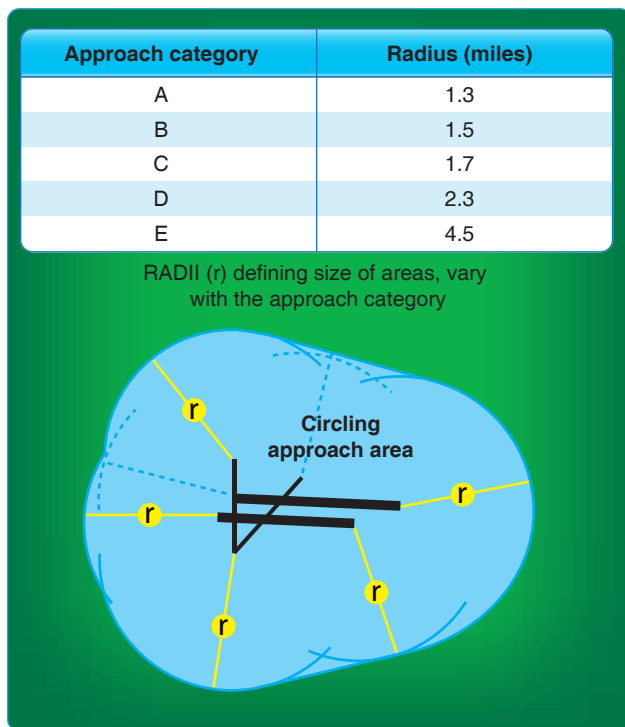 Approach category Radius (miles)
A 1.3
B 1.5
C 1.7
D 2.3
E 4.5
RADII (r) defining size of areas, vary
with the approach category
Circling
approach area
r
r
r
r
r